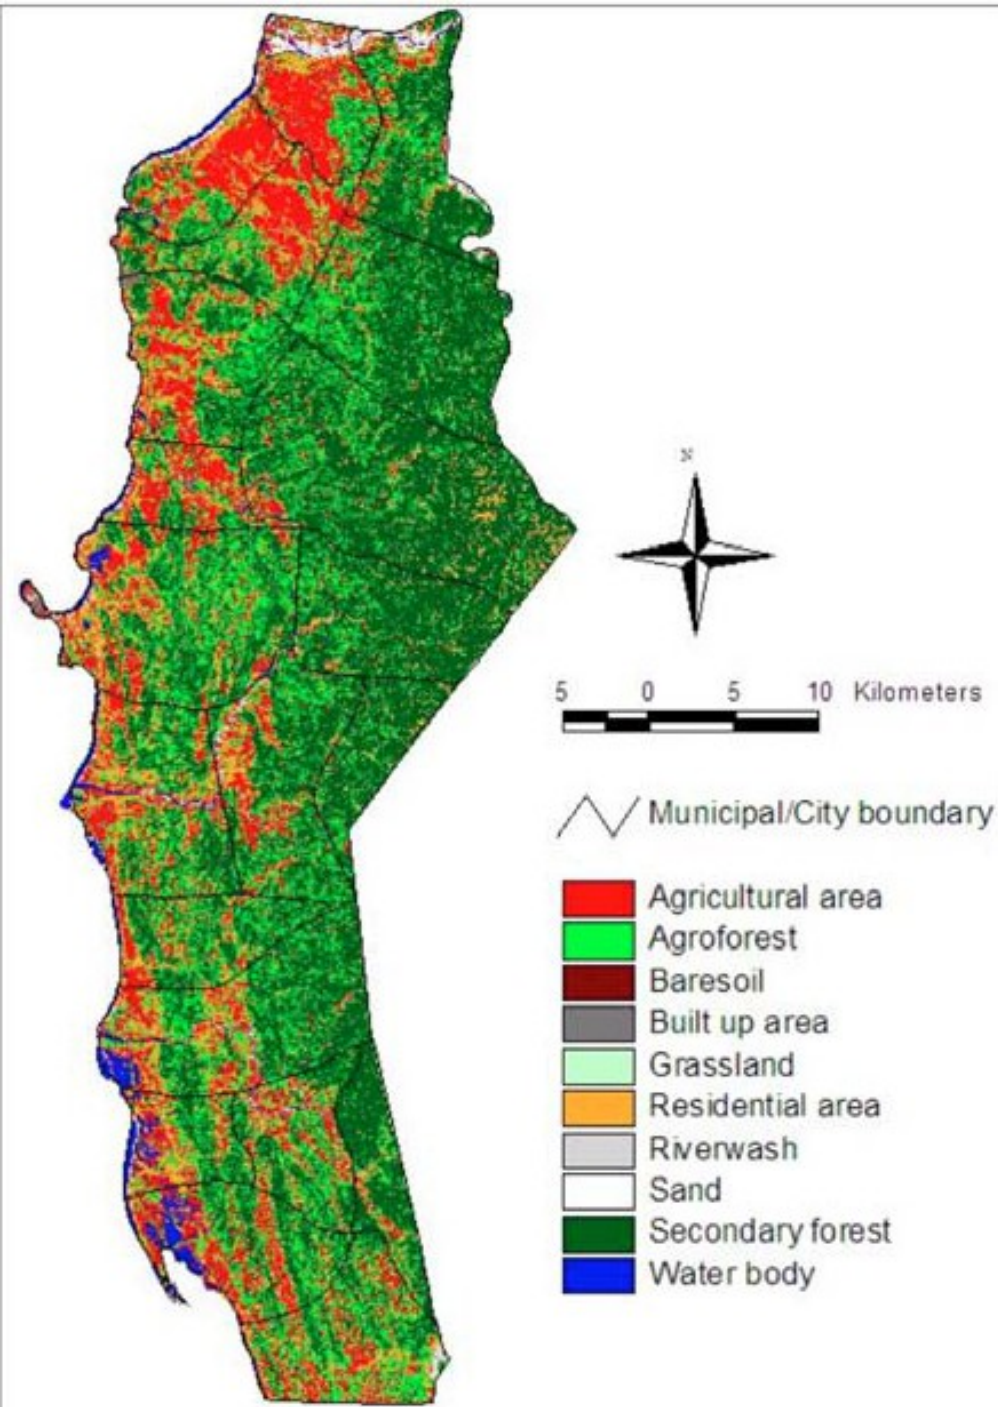 N
5 0 5 10 Kilometers
Municipal/City boundary
Agricultural area
Agroforest
Baresoil
Built up area
Grassland
Residential area
Riverwash
Sand
Secondary forest
Water body